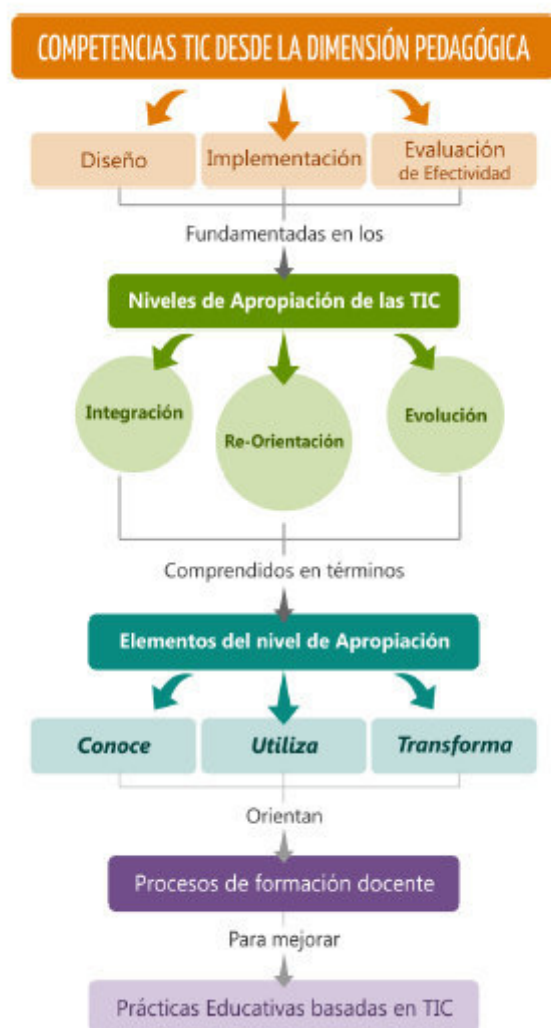 COMPETENCIAS TIC DESDE LA DIMENSIÓN PEDAGÓGICA
Diseño
Implementación
Evaluación
de Efectividad
Fundamentadas en los
Niveles de Apropiación de las TIC
Integración
Re-Orientación
Evolución
Comprendidos en términos
Elementos del nivel de Apropiación
Conoce
Utiliza
Transforma
Orientan
Procesos de formación docente
Para mejorar
Prácticas Educativas basadas en TIC